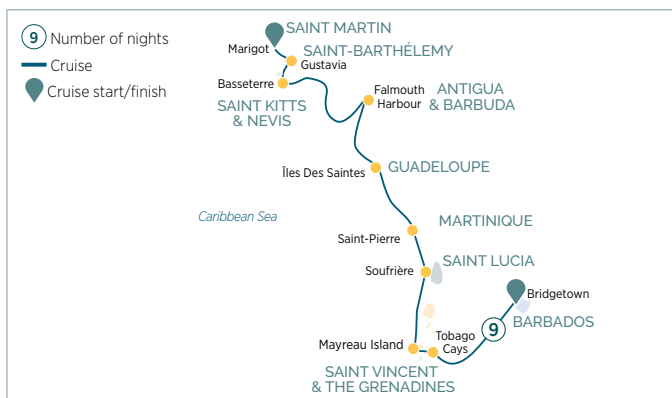 9 Number of nights
Cruise
Cruise start/finish
SAINT MARTIN
Marigot
SAINT-BARTHÉLEMY
Gustavia
Basseterre
SAINT KITTS
& NEVIS
Falmouth
Harbour
ANTIGUA
& BARBUDA
Îles Des Saintes
GUADELOUPE
Caribbean Sea
MARTINIQUE
Saint-Pierre
SAINT LUCIA
Soufrière
Bridgetown
BARBADOS
9
Mayreau Island
Tobago
Cays
SAINT VINCENT
& THE GRENADINES